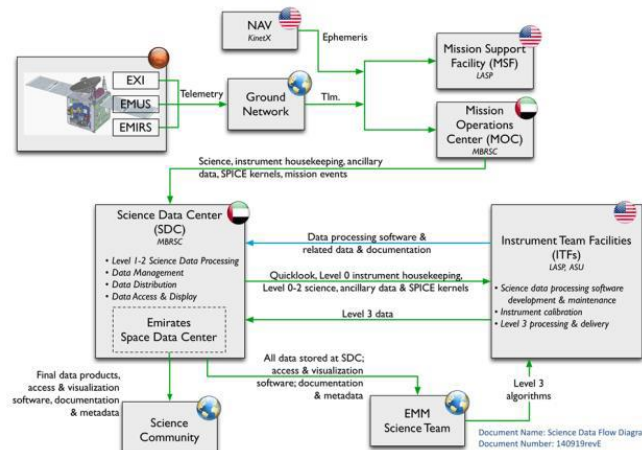 NAV
KinetX
Ephemeris
Mission Support
Facility (MSF)
LASP
EXI
EMUS
EMIRS
Telemetry
Ground
Network
Tlm.
Mission
Operations
Center (MOC)
MBRSC
Science, instrument housekeeping, ancillary
data, SPICE kernels, mission events
Science Data Center
(SDC)
MBRSC
• Level 1-2 Science Data Processing
• Data Management
• Data Distribution
• Data Access & Display
Emirates
Space Data Center
Data processing software &
related data & documentation
Quicklook, Level 0 instrument housekeeping,
Level 0-2 science, ancillary data & SPICE kernels
Level 3 data
Instrument Team Facilities
(ITFs)
LASP, ASU
• Science data processing software
development & maintenance
• Instrument calibration
• Level 3 processing & delivery
Final data products,
access & visualization
software, documentation
& metadata
All data stored at SDC;
access & visualization
software; documentation
& metadata
Level 3
algorithms
Science
Community
EMM
Science Team
Document Name: Science Data Flow Diagra
Document Number: 140919revE